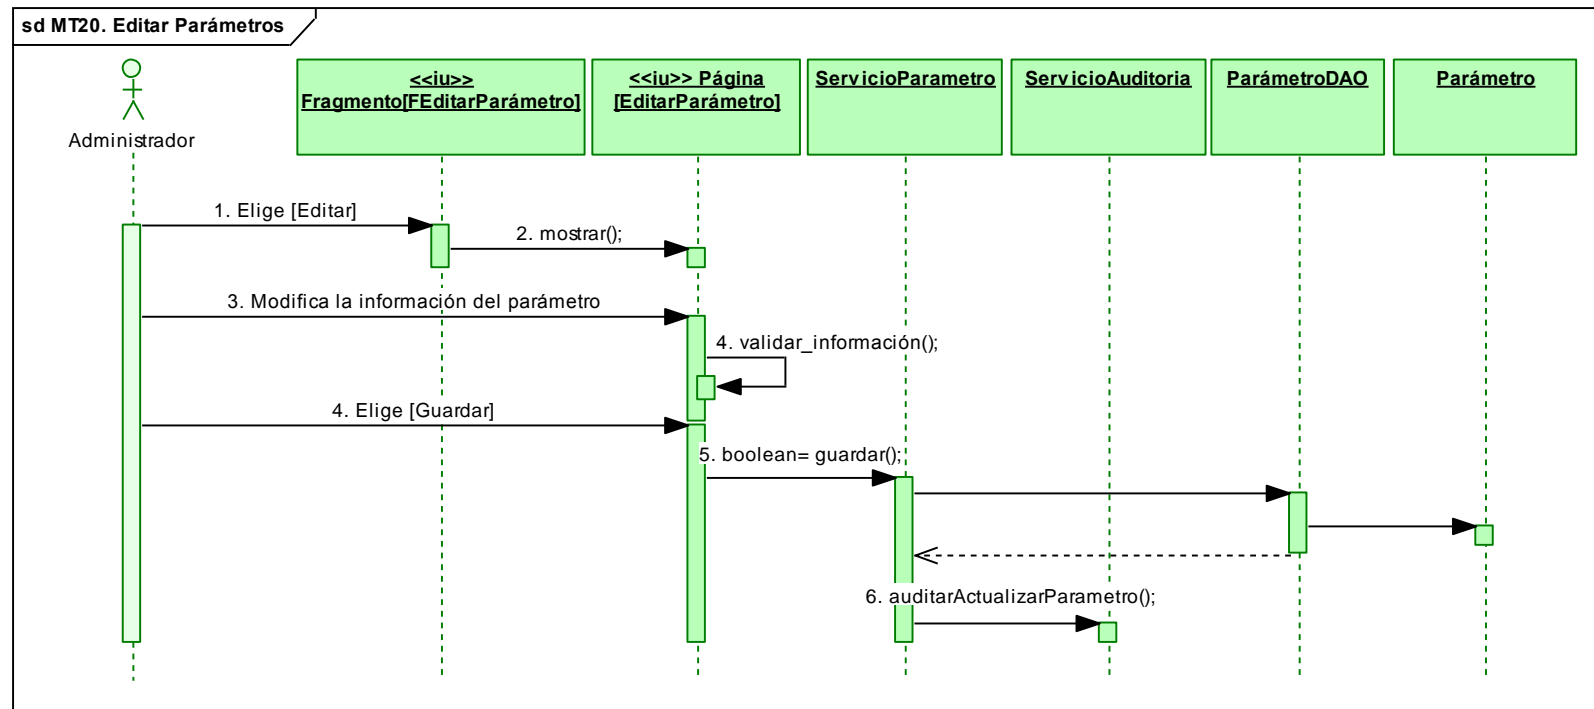 sd MT20. Editar Parámetros
Administrador
<<iu>>
Fragmento[FEditarParámetro]
<<iu>> Página
[EditarParámetro]
ServicioParametro
ServicioAuditoria
ParámetroDAO
Parámetro
1. Elige [Editar]
2. mostrar();
3. Modifica la información del parámetro
4. validar_información();
4. Elige [Guardar]
5. boolean= guardar();
6. auditarActualizarParametro();